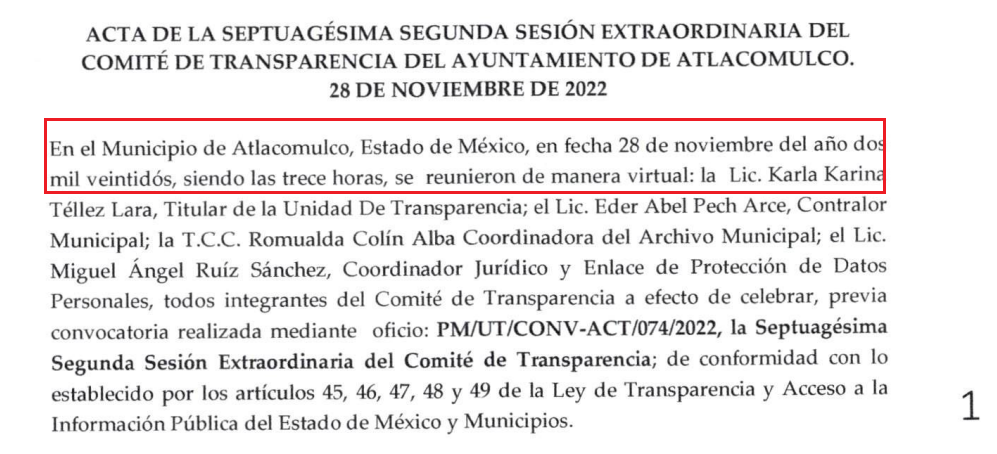 ACTA DE LA SEPTUAGÉSIMA SEGUNDA SESIÓN EXTRAORDINARIA DEL
COMITÉ DE TRANSPARENCIA DEL AYUNTAMIENTO DE ATLACOMULCO.
28 DE NOVIEMBRE DE 2022
En el Municipio de Atlacomulco, Estado de México, en fecha 28 de noviembre del año dos
mil veintidós, siendo las trece horas, se reunieron de manera virtual: la Lic. Karla Karina
Téllez Lara, Titular de la Unidad De Transparencia; el Lic. Eder Abel Pech Arce, Contralor
Municipal; la T.C.C. Romualda Colín Alba Coordinadora del Archivo Municipal; el Lic.
Miguel Ángel Ruíz Sánchez, Coordinador Jurídico y Enlace de Protección de Datos
Personales, todos integrantes del Comité de Transparencia a efecto de celebrar, previa
convocatoria realizada mediante oficio: PM/UT/CONV-ACT/074/2022, la Septuagésima
Segunda Sesión Extraordinaria del Comité de Transparencia; de conformidad con lo
establecido por los artículos 45, 46, 47, 48 y 49 de la Ley de Transparencia y Acceso a la
Información Pública del Estado de México y Municipios.
1